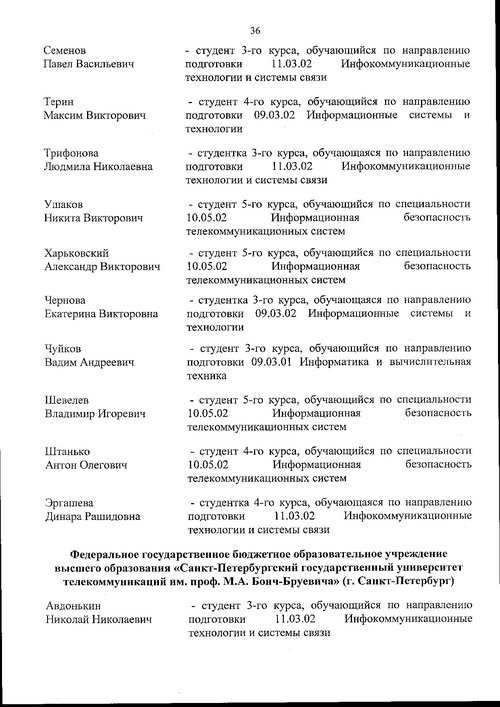 36
Семенов - студент 3-го курса, обучающийся по направлению
Павел Васильевич подготовки 11.03.02 Инфокоммуникационные
технологии и системы связи
Терин - студент 4-го курса, обучающийся по направлению
Максим Викторович подготовки 09.03.02 Информационные системы и
технологии
Трифонова - студентка 3-го курса, обучающаяся по направлению
Людмила Николаевна подготовки 11.03.02 Инфокоммуникационные
технологии и системы связи
Ушаков - студент 5-го курса, обучающийся по специальности
Никита Викторович 10.05.02 Информационная безопасность
телекоммуникационных систем
Харьковский - студент 5-го курса, обучающийся по специальности
Александр Викторович 10.05.02 Информационная безопасность
телекоммуникационных систем
Чернова - студентка 3-го курса, обучающаяся по направлению
Екатерина Викторовна подготовки 09.03.02 Информационные системы и
технологии
Чуйков - студент 3-го курса, обучающийся по направлению
Вадим Андреевич подготовки 09.03.01 Информатика и вычислительная
техника
Шевелев - студент 5-го курса, обучающийся по специальности
Владимир Игоревич 10.05.02 Информационная безопасность
телекоммуникационных систем
Штанько - студент 4-го курса, обучающийся по специальности
Антон Олегович 10.05.02 Информационная безопасность
телекоммуникационных систем
Эргашева - студентка 4-го курса, обучающаяся по направлению
Динара Рашидовна подготовки 11.03.02 Инфокоммуникационные
технологии и системы связи
Федеральное государственное бюджетное образовательное учреждение
высшего образования «Санкт-Петербургский государственный университет
телекоммуникаций им. проф. М.А. Бонч-Бруевича» (г. Санкт-Петербург)
Авдонькин - студент 3-го курса, обучающийся по направлению
Николай Николаевич подготовки 11.03.02 Инфокоммуникационные
технологии и системы связи